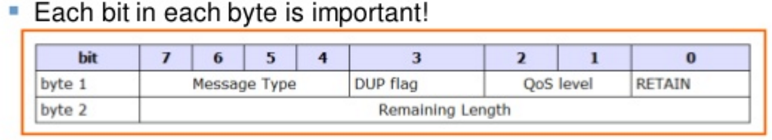 Each bit in each byte is important!
bit 7 6 5 4 3 2 1 0
byte 1 Message Type DUP flag QoS level RETAIN
byte 2 Remaining Length